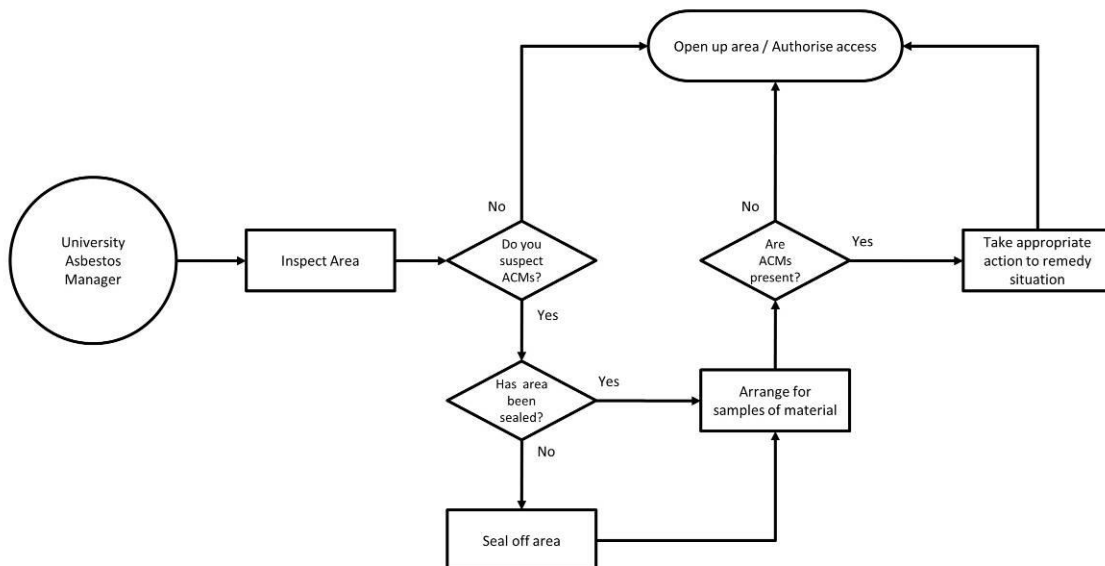 Open up area / Authorise access
No
No
University
Asbestos
Manager
Inspect Area
Do you
suspect
ACMs?
Are
ACMs
present?
Yes
Take appropriate
action to remedy
situation
Yes
Has area
been
sealed?
Yes
Arrange for
samples of material
No
Seal off area